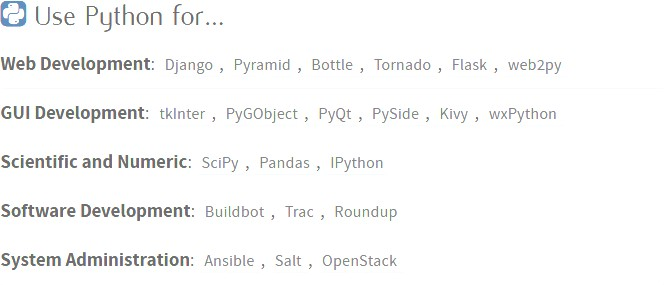 Use Python for...
Web Development: Django , Pyramid , Bottle , Tornado , Flask , web2py
GUI Development: tkInter , PyGObject , PyQt , PySide , Kivy , wxPython
Scientific and Numeric: SciPy , Pandas , IPython
Software Development: Buildbot , Trac , Roundup
System Administration: Ansible , Salt , OpenStack